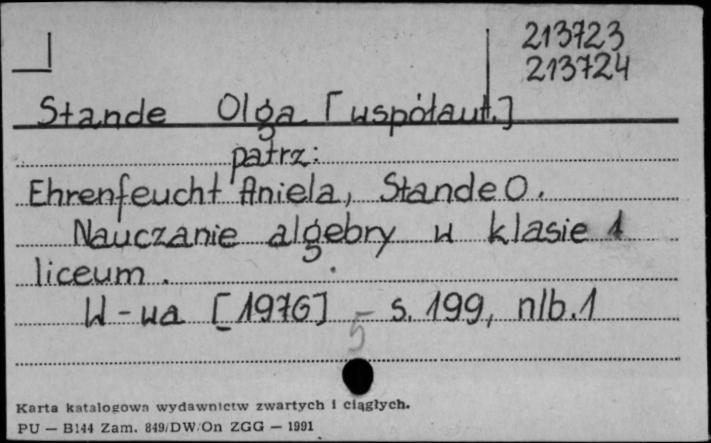 213723
213724
Stande Olga [współaut.]
patrz:
Ehrenfeucht Aniela, Stande O.
Nauczanie algebry w klasie 1
liceum.
W-wa [1976] - s. 199, nlb. 1
5
Karta katalogowa wydawnictw zwartych i ciągłych.
PU — B144 Zam. 849/DW/On ZGG — 1991